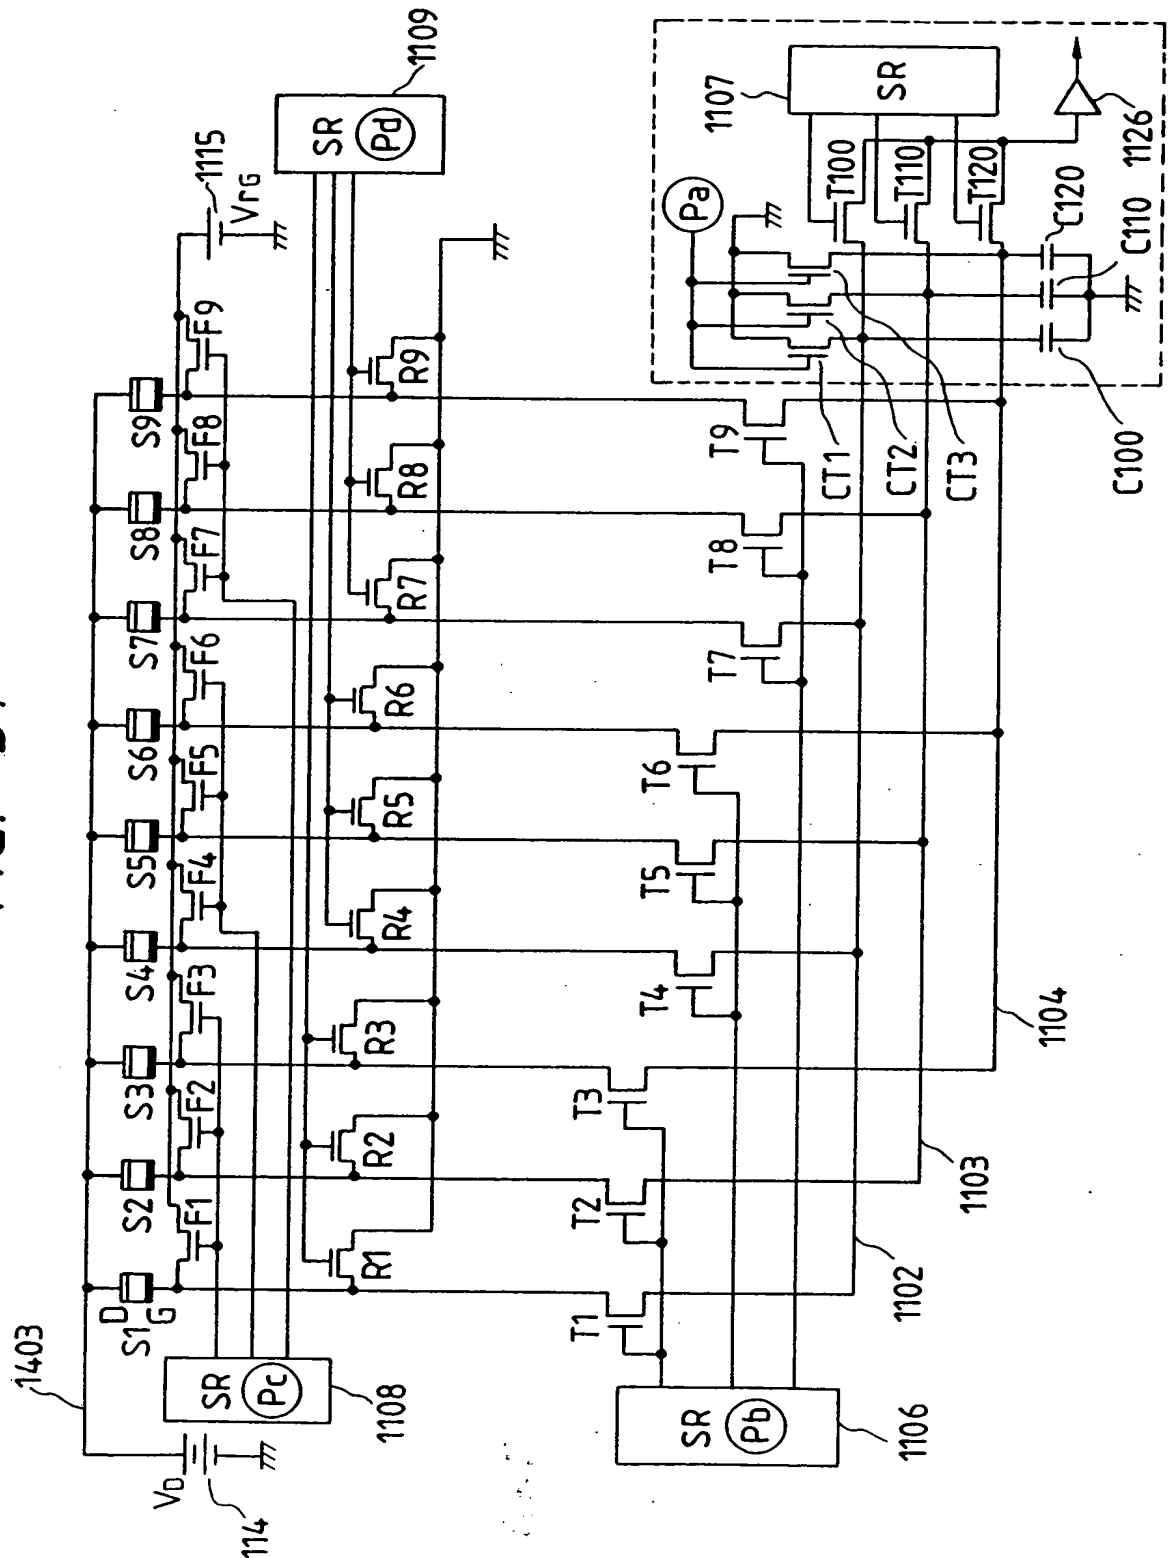 1403
V_D
114
S1
S2
S3
S4
S5
S6
S7
S8
S9
D
G
F1
F2
F3
F4
F5
F6
F7
F8
F9
1115
V_rG
SR
Pc
1108
SR
Pd
1109
R1
R2
R3
R4
R5
R6
R7
R8
R9
T1
T2
T3
T4
T5
T6
T7
T8
T9
SR
Pb
1106
1102
1103
1104
Pa
1107
SR
T100
T110
T120
CT1
CT2
CT3
C100
C110
C120
1126